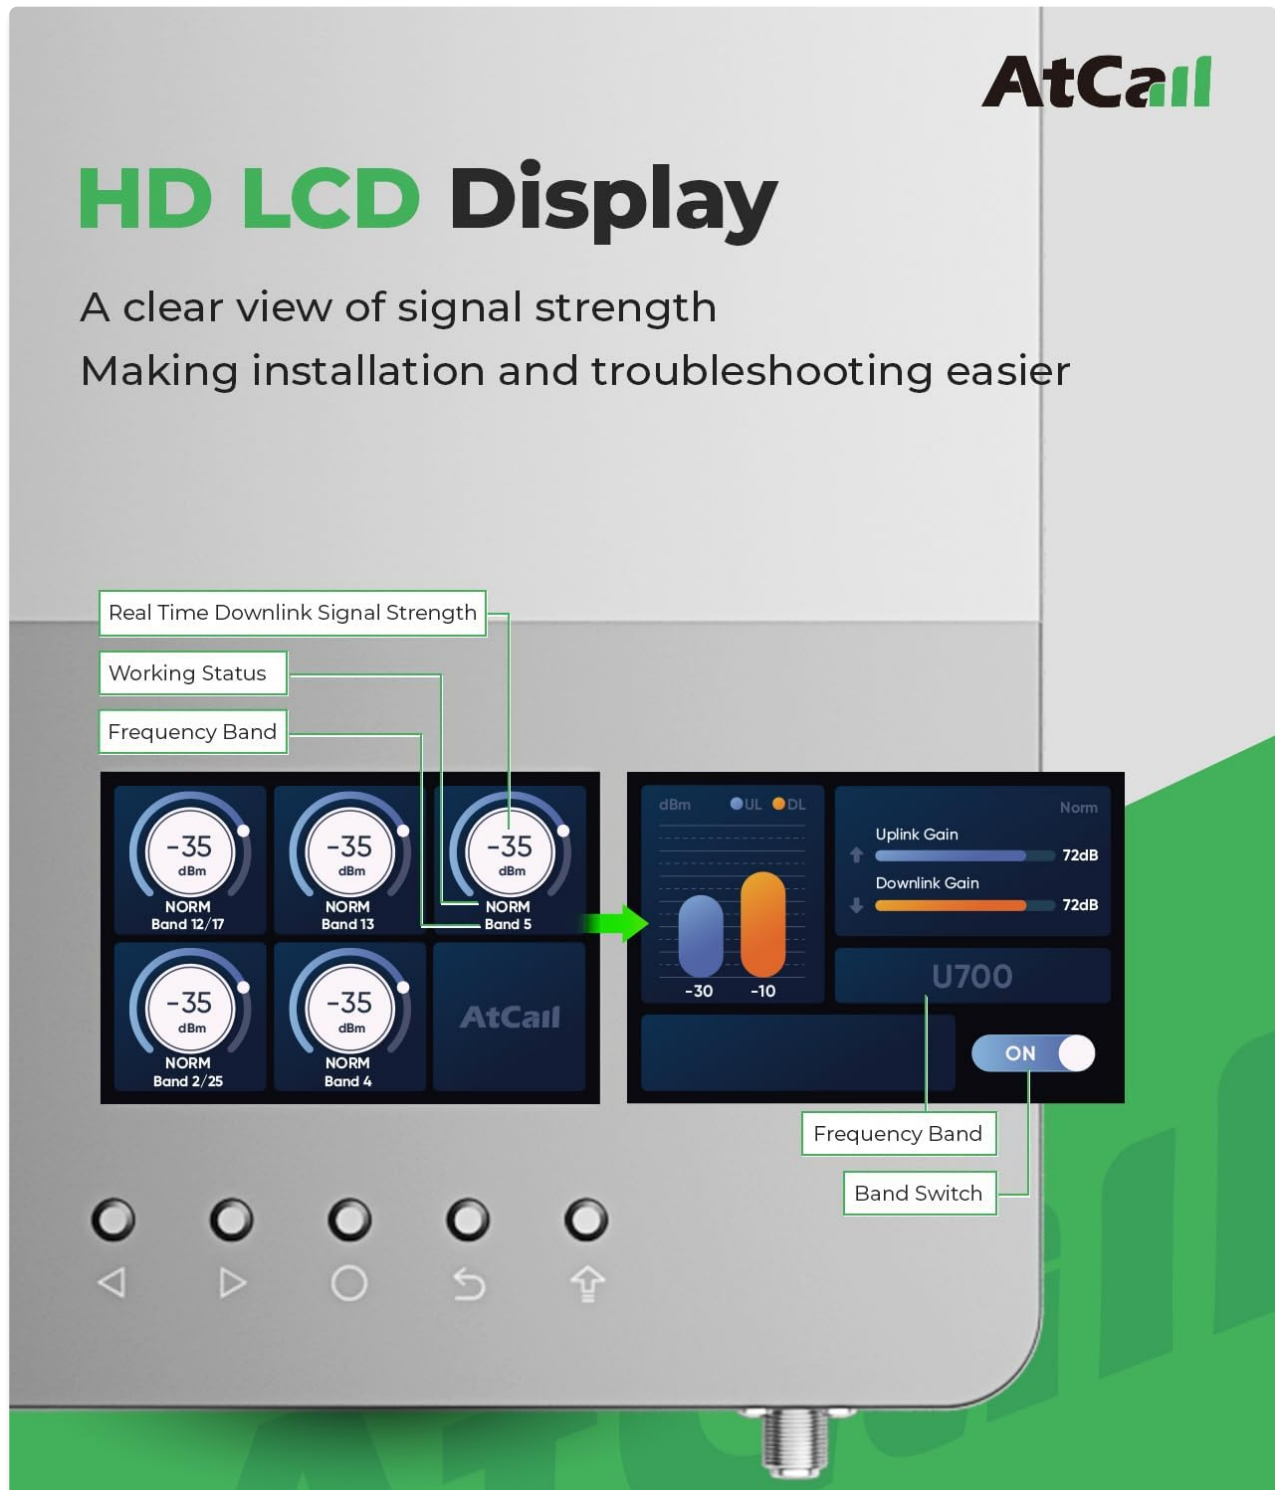 AtCall
HD LCD Display
A clear view of signal strength
Making installation and troubleshooting easier
Real Time Downlink Signal Strength
Working Status
Frequency Band
-35
dBm
NORM
Band 12/17
-35
dBm
NORM
Band 13
-35
dBm
NORM
Band 5
-35
dBm
NORM
Band 2/25
-35
dBm
NORM
Band 4
AtCall
dBm
UL
DL
-30
-10
Norm
Uplink Gain
72dB
Downlink Gain
72dB
U700
ON
Frequency Band
Band Switch
AtCall